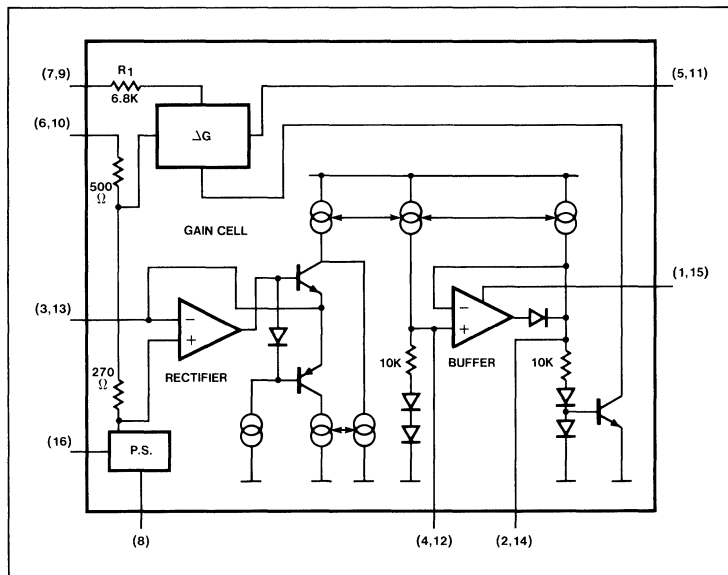 (7,9)
R1
6.8K
(5,11)
(6,10)
ΔG
500
Ω
GAIN CELL
(3,13)
(1,15)
−
+
RECTIFIER
−
+
10K
BUFFER
10K
270
Ω
(16)
P.S.
(8)
(4,12)
(2,14)